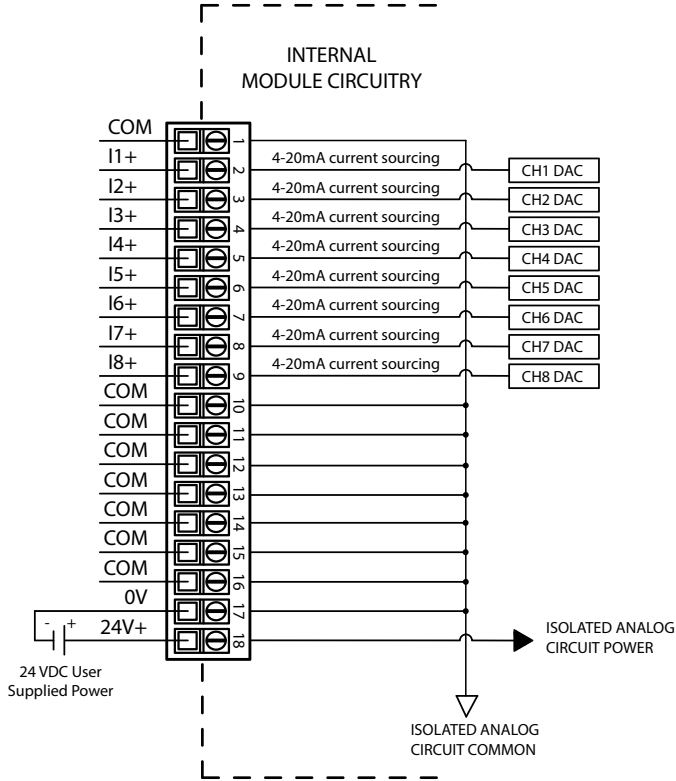 INTERNAL
MODULE CIRCUITRY
COM
1
I1+
2
4-20mA current sourcing
CH1 DAC
I2+
3
4-20mA current sourcing
CH2 DAC
I3+
4
4-20mA current sourcing
CH3 DAC
I4+
5
4-20mA current sourcing
CH4 DAC
I5+
6
4-20mA current sourcing
CH5 DAC
I6+
7
4-20mA current sourcing
CH6 DAC
I7+
8
4-20mA current sourcing
CH7 DAC
I8+
9
4-20mA current sourcing
CH8 DAC
COM
10
COM
11
COM
12
COM
13
COM
14
COM
15
COM
16
0V
17
- +
24V+
18
ISOLATED ANALOG
CIRCUIT POWER
24 VDC User
Supplied Power
ISOLATED ANALOG
CIRCUIT COMMON